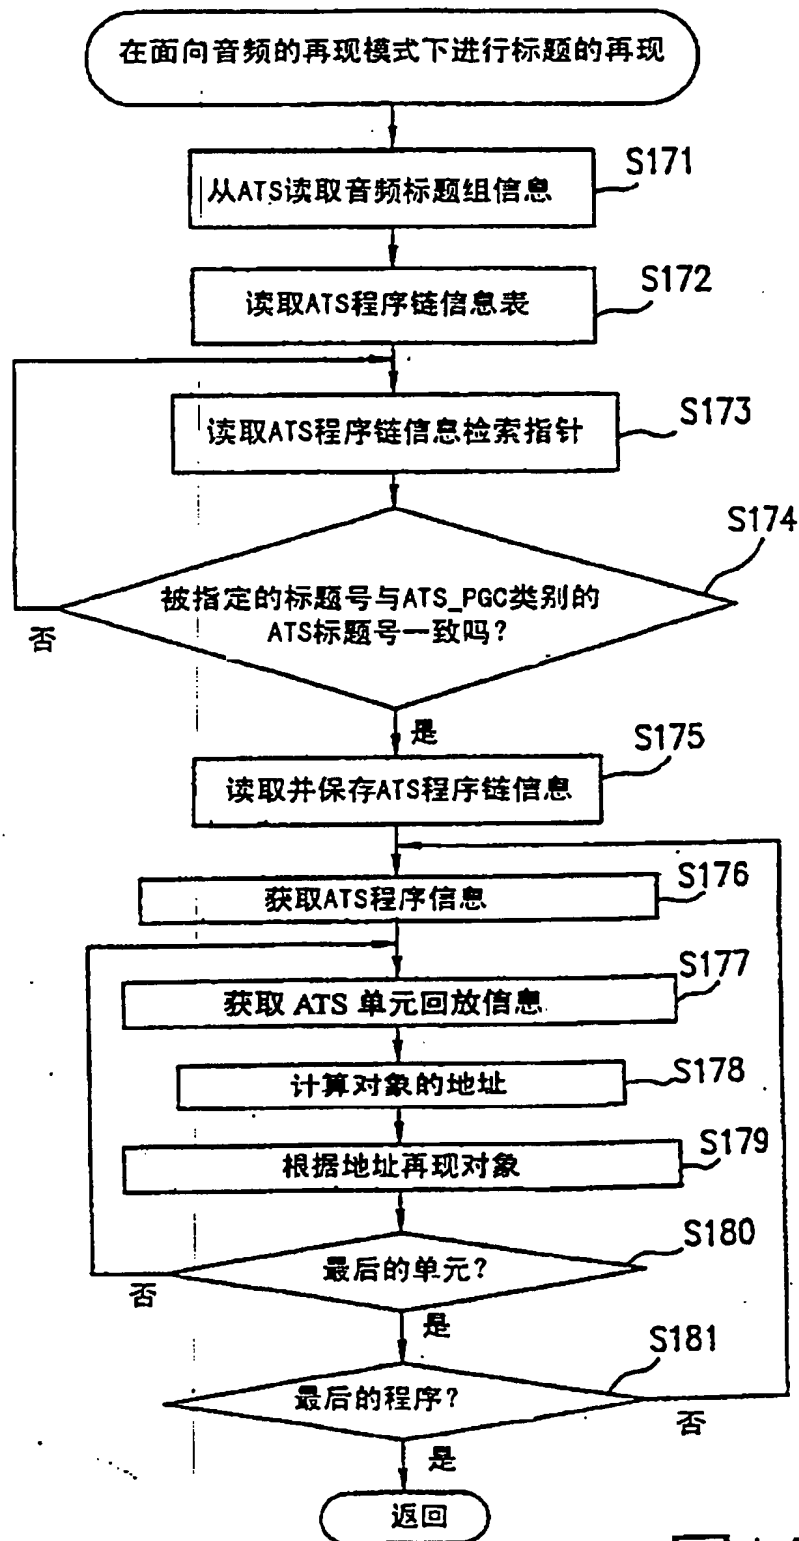 在面向音频的再现模式下进行标题的再现
从ATS读取音频标题组信息
S171
读取ATS程序链信息表
S172
读取ATS程序链信息检索指针
S173
被指定的标题号与ATS_PGC类别的
ATS标题号一致吗?
S174
否
是
读取并保存ATS程序链信息
S175
获取ATS程序信息
S176
获取 ATS 单元回放信息
S177
计算对象的地址
S178
根据地址再现对象
S179
最后的单元?
S180
否
是
最后的程序?
S181
否
是
返回